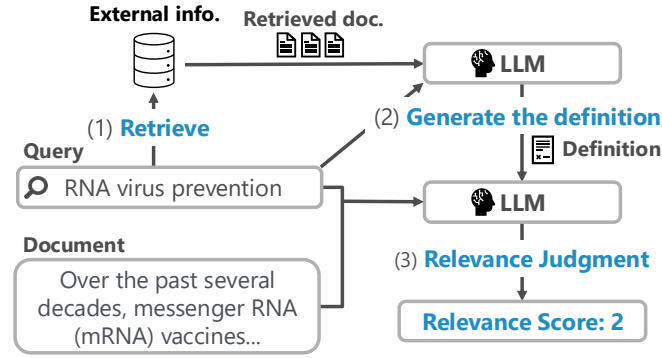 External info.
Retrieved doc.
LLM
(1) Retrieve
(2) Generate the definition
Query
Definition
RNA virus prevention
LLM
Document
(3) Relevance Judgment
Over the past several
decades, messenger RNA
(mRNA) vaccines...
Relevance Score: 2